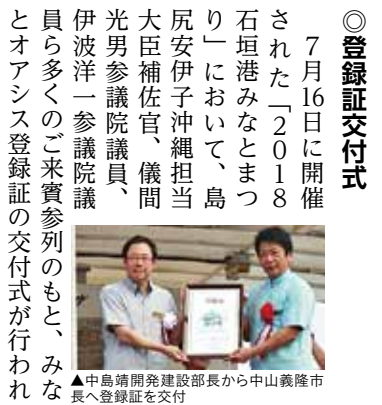 ◎登録証交付式
　７月16日に開催
された「２０１８
石垣港みなとまつ
り」において、島
尻安伊子沖縄担当
大臣補佐官、儀間
光男参議院議員、
伊波洋一参議院議
員ら多くのご来賓参列のもと、みな
とオアシス登録証の交付式が行われ
▲中島靖開発建設部長から中山義隆市
長へ登録証を交付